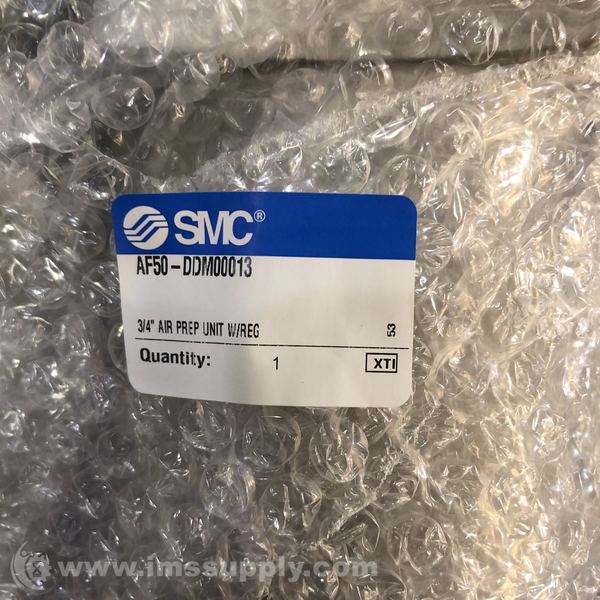 SMC®
AF50-DDM00013
3/4" AIR PREP UNIT W/REG 53
Quantity: 1 XTI
www.imssupply.com